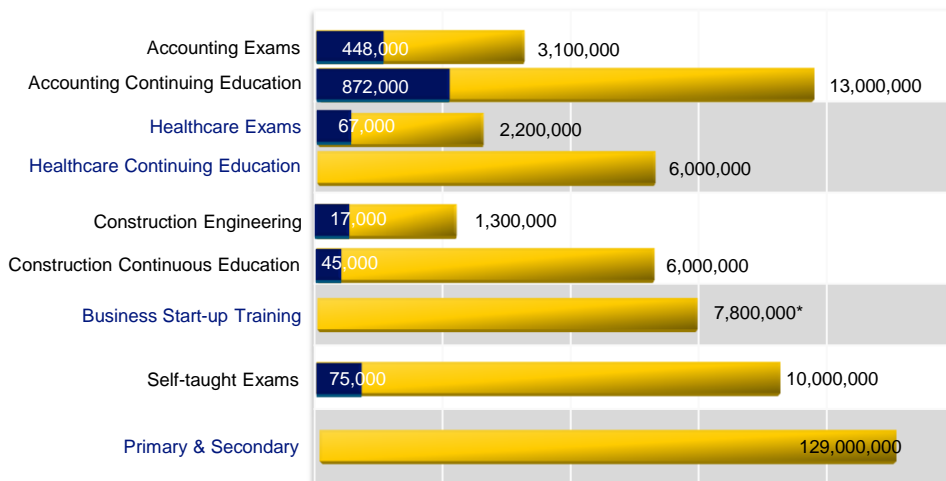 Accounting Exams 448,000 3,100,000
Accounting Continuing Education 872,000 13,000,000
Healthcare Exams 67,000 2,200,000
Healthcare Continuing Education 6,000,000
Construction Engineering 17,000 1,300,000
Construction Continuous Education 45,000 6,000,000
Business Start-up Training 7,800,000*
Self-taught Exams 75,000 10,000,000
Primary & Secondary 129,000,000